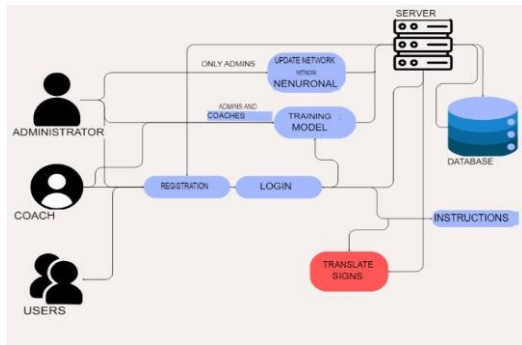 SERVER
ONLY ADMINS
UPDATE NETWORK
NETWORK
NENURONAL
ADMINS AND
COACHES
TRAINING :
MODEL
ADMINISTRATOR
DATABASE
REGISTRATION
LOGIN
COACH
INSTRUCTIONS
TRANSLATE
SIGNS
USERS